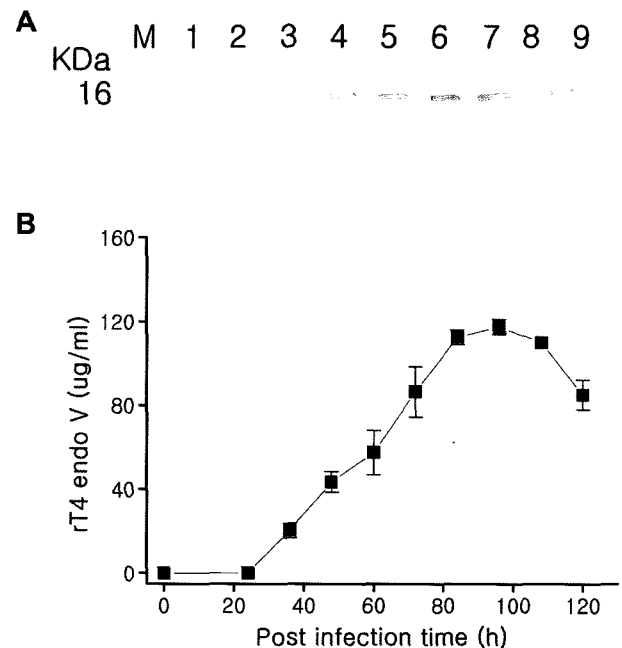 A
M 1 2 3 4 5 6 7 8 9
KDa
16
B
160
120
80
40
0
rT4 endo V (ug/ml)
0 20 40 60 80 100 120
Post infection time (h)